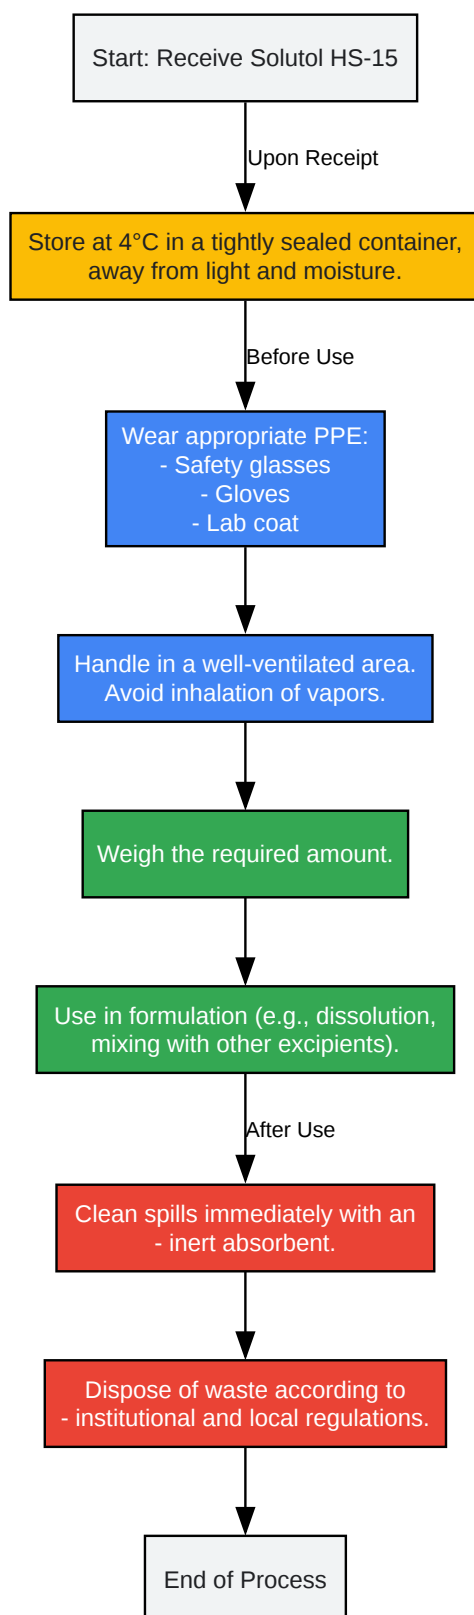 Start: Receive Solutol HS-15
Upon Receipt
Store at 4°C in a tightly sealed container,
away from light and moisture.
Before Use
Wear appropriate PPE:
- Safety glasses
- Gloves
- Lab coat
Handle in a well-ventilated area.
Avoid inhalation of vapors.
Weigh the required amount.
Use in formulation (e.g., dissolution,
mixing with other excipients).
After Use
Clean spills immediately with an
- inert absorbent.
Dispose of waste according to
- institutional and local regulations.
End of Process